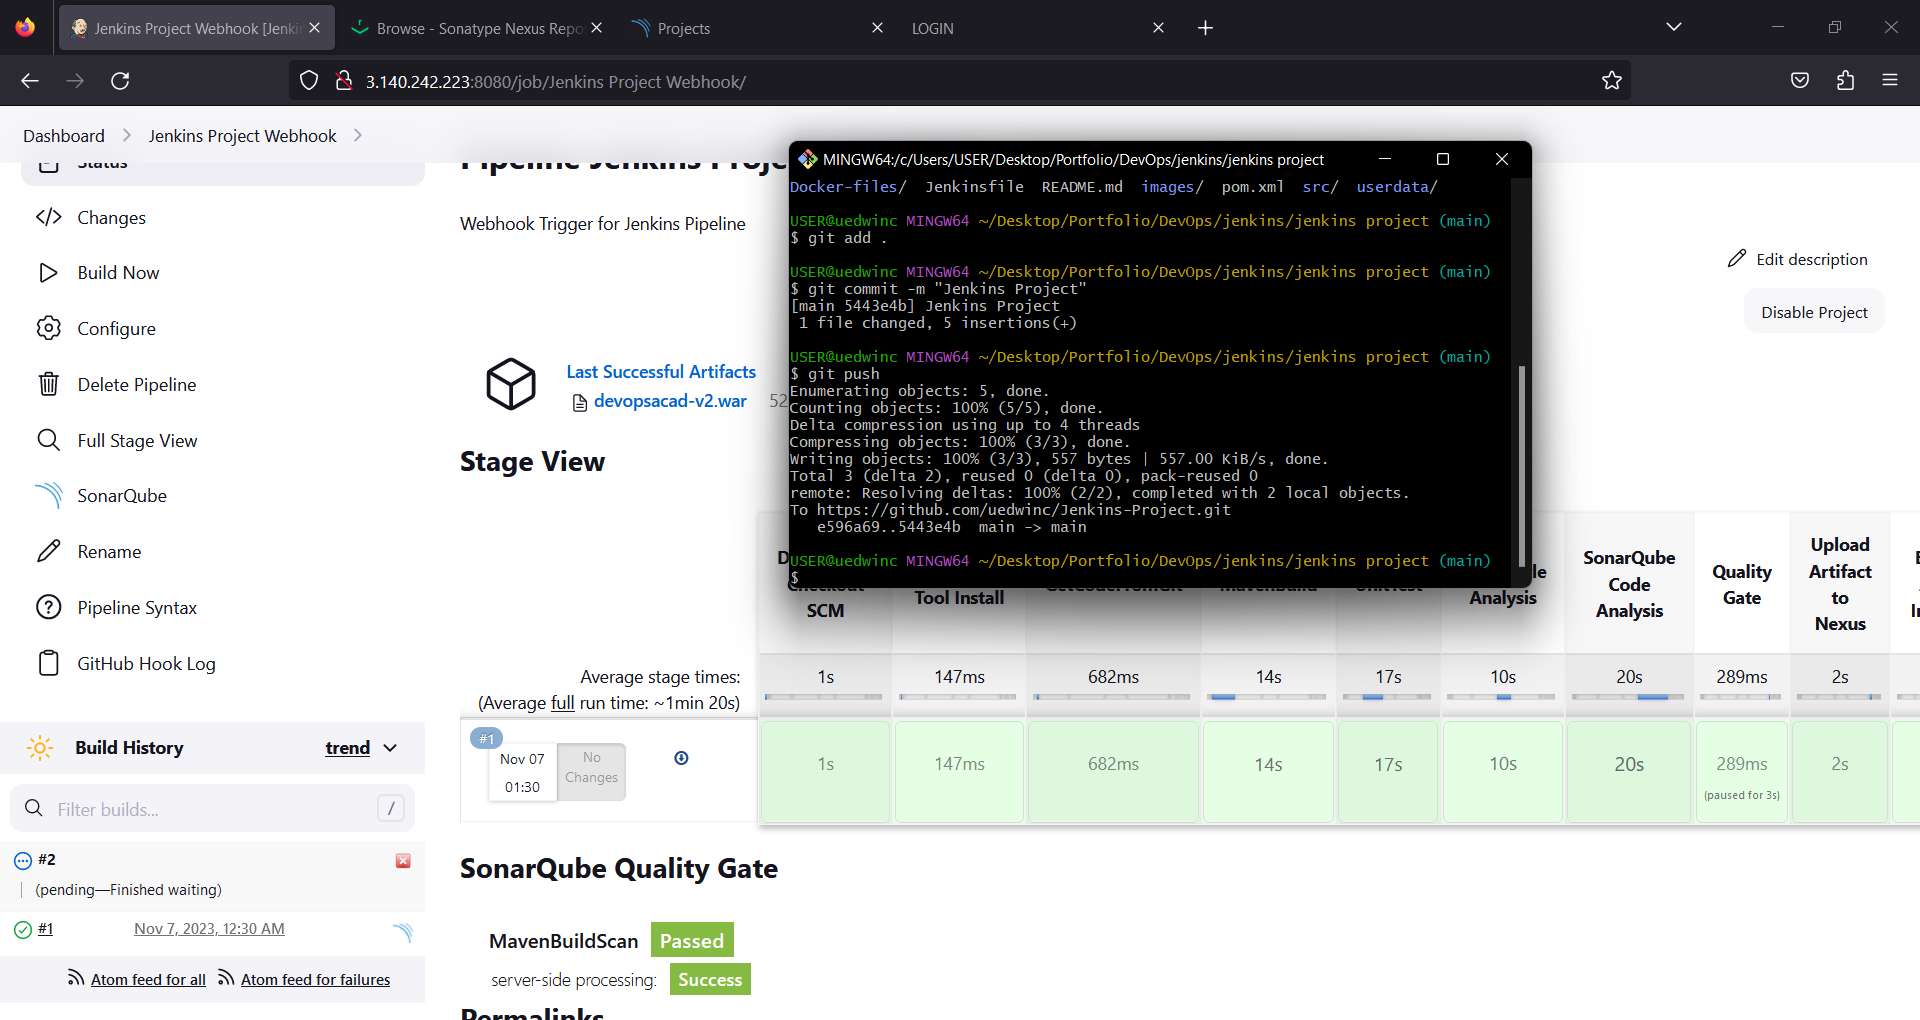 Jenkins Project Webhook [Jenki
Browse - Sonatype Nexus Repo
Projects
LOGIN
3.140.242.223:8080/job/Jenkins Project Webhook/
Dashboard
Jenkins Project Webhook
Status
Changes
Build Now
Configure
Delete Pipeline
Full Stage View
SonarQube
Rename
Pipeline Syntax
GitHub Hook Log
Build History
trend
Filter builds...
/
#2
(pending—Finished waiting)
#1
Nov 7, 2023, 12:30 AM
Atom feed for all
Atom feed for failures
Pipeline Jenkins Proje
Webhook Trigger for Jenkins Pipeline
Edit description
Disable Project
Last Successful Artifacts
devopsacad-v2.war
52
Stage View
MINGW64:/c/Users/USER/Desktop/Portfolio/DevOps/jenkins/jenkins project
Docker-files/  Jenkinsfile  README.md  images/  pom.xml  src/  userdata/
USER@uedwinc MINGW64 ~/Desktop/Portfolio/DevOps/jenkins/jenkins project (main)
$ git add .
USER@uedwinc MINGW64 ~/Desktop/Portfolio/DevOps/jenkins/jenkins project (main)
$ git commit -m "Jenkins Project"
[main 5443e4b] Jenkins Project
1 file changed, 5 insertions(+)
USER@uedwinc MINGW64 ~/Desktop/Portfolio/DevOps/jenkins/jenkins project (main)
$ git push
Enumerating objects: 5, done.
Counting objects: 100% (5/5), done.
Delta compression using up to 4 threads
Compressing objects: 100% (3/3), done.
Writing objects: 100% (3/3), 557 bytes | 557.00 KiB/s, done.
Total 3 (delta 2), reused 0 (delta 0), pack-reused 0
remote: Resolving deltas: 100% (2/2), completed with 2 local objects.
To https://github.com/uedwinc/Jenkins-Project.git
e596a69..5443e4b  main -> main
USER@uedwinc MINGW64 ~/Desktop/Portfolio/DevOps/jenkins/jenkins project (main)
$
D
Checkout
SCM
Tool Install
GetCodeFromGit
MavenBuild
UnitTest
le
Analysis
SonarQube
Code
Analysis
Quality
Gate
Upload
Artifact
to
Nexus
Average stage times:
(Average full run time: ~1min 20s)
1s
147ms
682ms
14s
17s
10s
20s
289ms
2s
#1
Nov 07
01:30
No
Changes
1s
147ms
682ms
14s
17s
10s
20s
289ms
(paused for 3s)
2s
SonarQube Quality Gate
MavenBuildScan
Passed
server-side processing:
Success
Permalinks